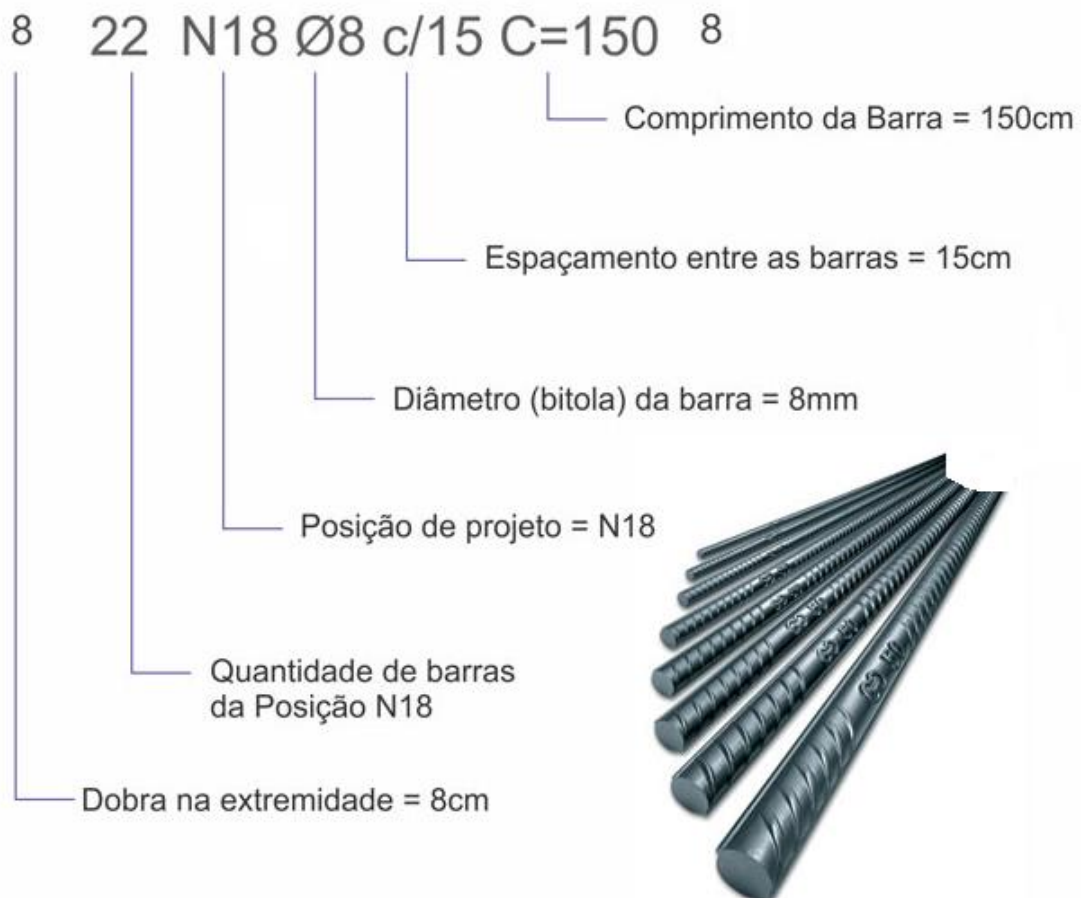 8 22 N18 Ø8 c/15 C=150 8
Comprimento da Barra = 150cm
Espaçamento entre as barras = 15cm
Diâmetro (bitola) da barra = 8mm
Posição de projeto = N18
Quantidade de barras
da Posição N18
Dobra na extremidade = 8cm